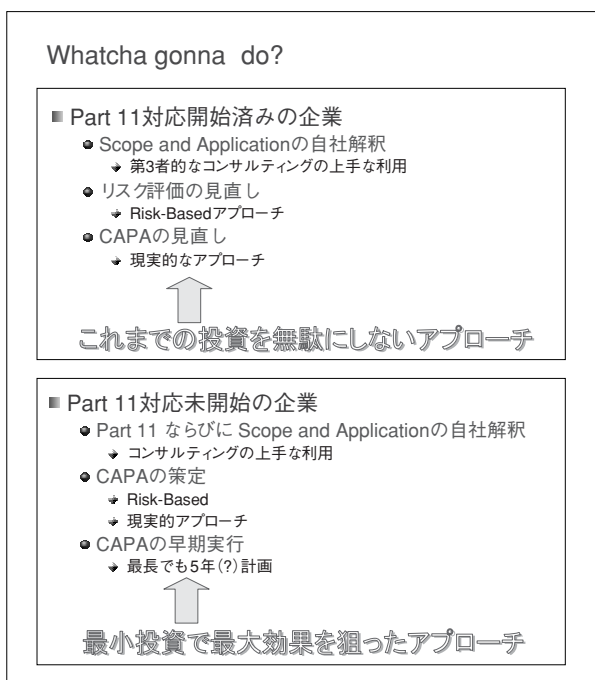 Whatcha gonna do?
Part 11対応開始済みの企業
Scope and Applicationの自社解釈
第3者的なコンサルティングの上手な利用
リスク評価の見直し
Risk-Basedアプローチ
CAPAの見直し
現実的なアプローチ
これまでの投資を無駄にしないアプローチ
Part 11対応未開始の企業
Part 11 ならびに Scope and Applicationの自社解釈
コンサルティングの上手な利用
CAPAの策定
Risk-Based
現実的アプローチ
CAPAの早期実行
最長でも5年(?)計画
最小投資で最大効果を狙ったアプローチ